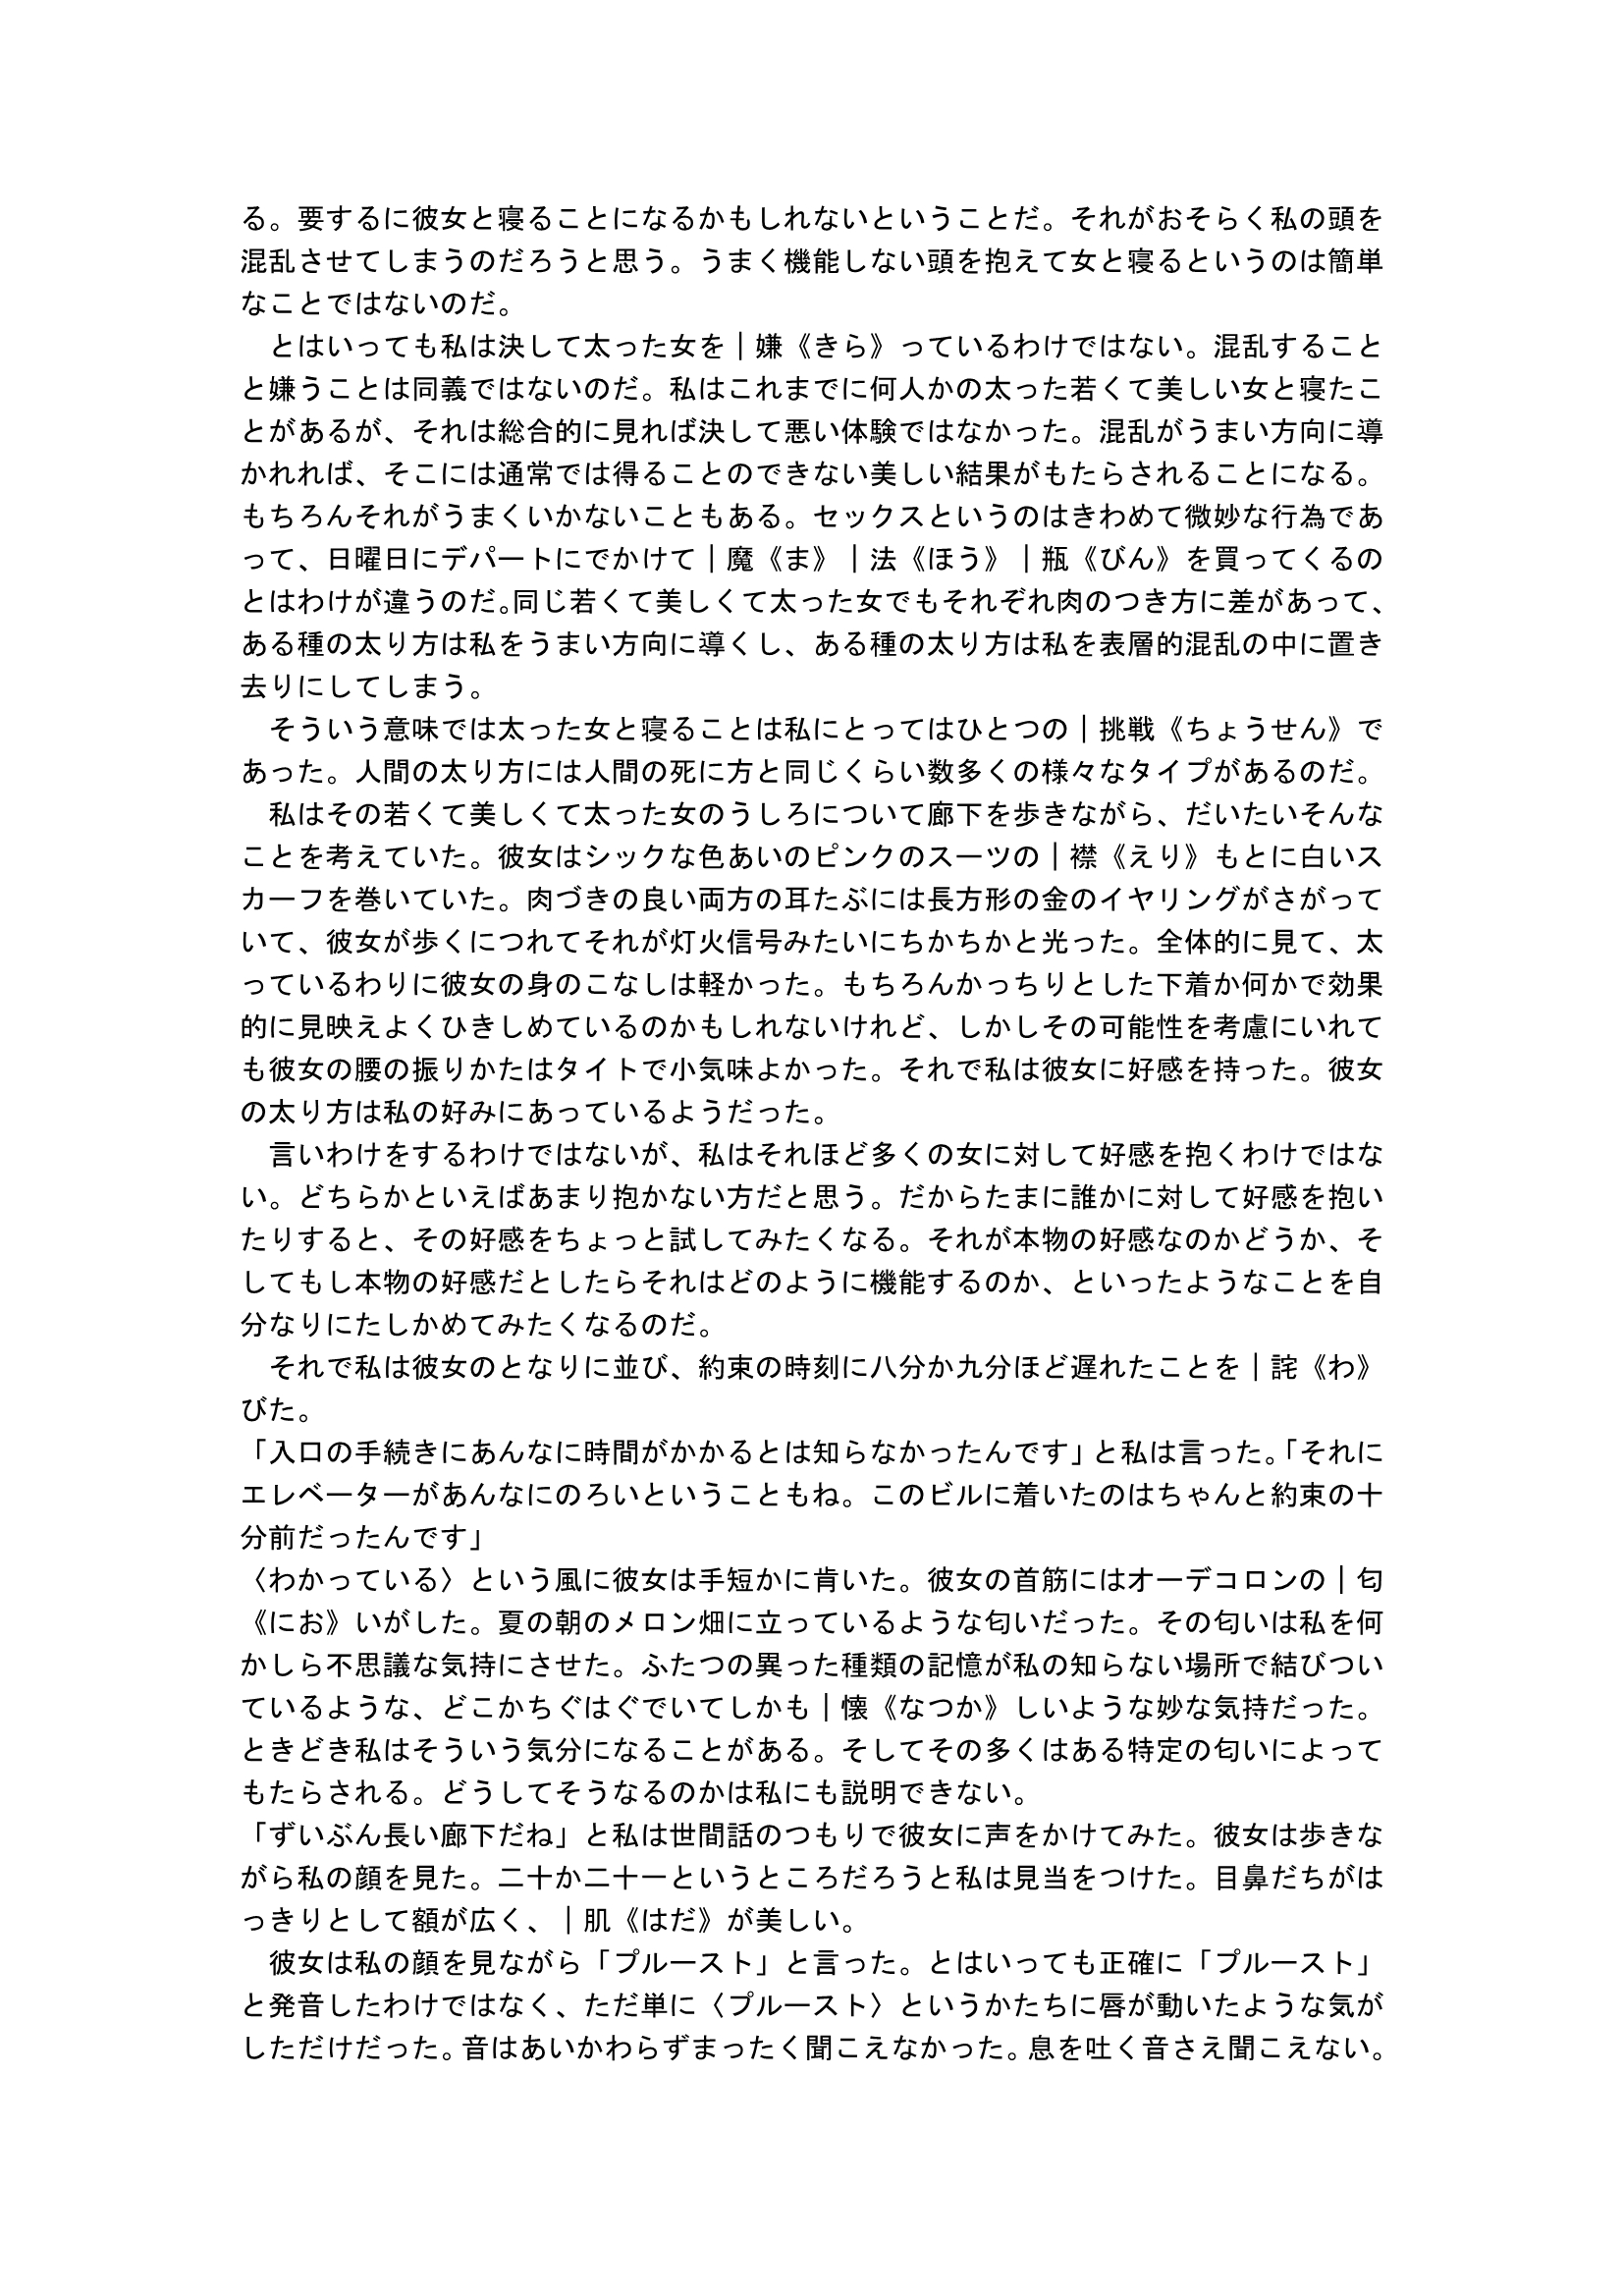 る。要するに彼女と寝ることになるかもしれないということだ。それがおそらく私の頭を
混乱させてしまうのだろうと思う。うまく機能しない頭を抱えて女と寝るというのは簡単
なことではないのだ。
　とはいっても私は決して太った女を｜嫌《きら》っているわけではない。混乱すること
と嫌うことは同義ではないのだ。私はこれまでに何人かの太った若くて美しい女と寝たこ
とがあるが、それは総合的に見れば決して悪い体験ではなかった。混乱がうまい方向に導
かれれば、そこには通常では得ることのできない美しい結果がもたらされることになる。
もちろんそれがうまくいかないこともある。セックスというのはきわめて微妙な行為であ
って、日曜日にデパートにでかけて｜魔《ま》｜法《ほう》｜瓶《びん》を買ってくるの
とはわけが違うのだ。同じ若くて美しくて太った女でもそれぞれ肉のつき方に差があって、
ある種の太り方は私をうまい方向に導くし、ある種の太り方は私を表層的混乱の中に置き
去りにしてしまう。
　そういう意味では太った女と寝ることは私にとってはひとつの｜挑戦《ちょうせん》で
あった。人間の太り方には人間の死に方と同じくらい数多くの様々なタイプがあるのだ。
　私はその若くて美しくて太った女のうしろについて廊下を歩きながら、だいたいそんな
ことを考えていた。彼女はシックな色あいのピンクのスーツの｜襟《えり》もとに白いス
カーフを巻いていた。肉づきの良い両方の耳たぶには長方形の金のイヤリングがさがって
いて、彼女が歩くにつれてそれが灯火信号みたいにちかちかと光った。全体的に見て、太
っているわりに彼女の身のこなしは軽かった。もちろんかっちりとした下着か何かで効果
的に見映えよくひきしめているのかもしれないけれど、しかしその可能性を考慮にいれて
も彼女の腰の振りかたはタイトで小気味よかった。それで私は彼女に好感を持った。彼女
の太り方は私の好みにあっているようだった。
　言いわけをするわけではないが、私はそれほど多くの女に対して好感を抱くわけではな
い。どちらかといえばあまり抱かない方だと思う。だからたまに誰かに対して好感を抱い
たりすると、その好感をちょっと試してみたくなる。それが本物の好感なのかどうか、そ
してもし本物の好感だとしたらそれはどのように機能するのか、といったようなことを自
分なりにたしかめてみたくなるのだ。
　それで私は彼女のとなりに並び、約束の時刻に八分か九分ほど遅れたことを｜詫《わ》
びた。
「入口の手続きにあんなに時間がかかるとは知らなかったんです」と私は言った。「それに
エレベーターがあんなにのろいということもね。このビルに着いたのはちゃんと約束の十
分前だったんです」
〈わかっている〉という風に彼女は手短かに肯いた。彼女の首筋にはオーデコロンの｜匂
《にお》いがした。夏の朝のメロン畑に立っているような匂いだった。その匂いは私を何
かしら不思議な気持にさせた。ふたつの異った種類の記憶が私の知らない場所で結びつい
ているような、どこかちぐはぐでいてしかも｜懐《なつか》しいような妙な気持だった。
ときどき私はそういう気分になることがある。そしてその多くはある特定の匂いによって
もたらされる。どうしてそうなるのかは私にも説明できない。
「ずいぶん長い廊下だね」と私は世間話のつもりで彼女に声をかけてみた。彼女は歩きな
がら私の顔を見た。二十か二十一というところだろうと私は見当をつけた。目鼻だちがは
っきりとして額が広く、｜肌《はだ》が美しい。
　彼女は私の顔を見ながら「プルースト」と言った。とはいっても正確に「プルースト」
と発音したわけではなく、ただ単に〈プルースト〉というかたちに唇が動いたような気が
しただけだった。音はあいかわらずまったく聞こえなかった。息を吐く音さえ聞こえない。